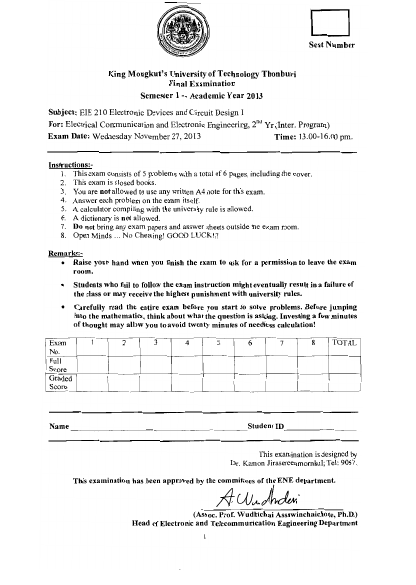 Seat Number
King Mongkut's University of Technology Thonburi
Final Examination
Semester 1 -- Academic Year 2013
Subject: EIE 210 Electronic Devices and Circuit Design I
For: Electrical Communication and Electronic Engineering, 2nd Yr.(Inter. Program)
Exam Date: Wednesday November 27, 2013 Time: 13.00-16.00 pm.
Instructions:-
1. This exam consists of 5 problems with a total of 6 pages, including the cover.
2. This exam is closed books.
3. You are not allowed to use any written A4 note for this exam.
4. Answer each problem on the exam itself.
5. A calculator compiling with the university rule is allowed.
6. A dictionary is not allowed.
7. Do not bring any exam papers and answer sheets outside the exam room.
8. Open Minds ... No Cheating! GOOD LUCK!!!
Remarks:-
• Raise your hand when you finish the exam to ask for a permission to leave the exam
room.
• Students who fail to follow the exam instruction might eventually result in a failure of
the class or may receive the highest punishment with university rules.
• Carefully read the entire exam before you start to solve problems. Before jumping
into the mathematics, think about what the question is asking. Investing a few minutes
of thought may allow you to avoid twenty minutes of needless calculation!
Exam No. 1 2 3 4 5 6 7 8 TOTAL
Full Score
Graded Score
Name Student ID
This examination is designed by
Dr. Kamon Jirasereemornkul; Tel: 9067.
This examination has been approved by the committees of the ENE department.
(Assoc. Prof. Wudhichai Assawinchaichote, Ph.D.)
Head of Electronic and Telecommunication Engineering Department
1